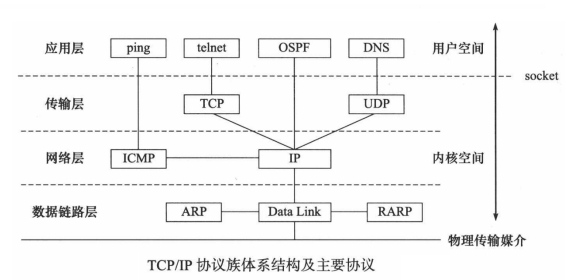 应用层 ping telnet OSPF DNS 用户空间
socket
传输层 TCP UDP
网络层 ICMP IP 内核空间
数据链路层 ARP Data Link RARP
物理传输媒介
TCP/IP 协议族体系结构及主要协议